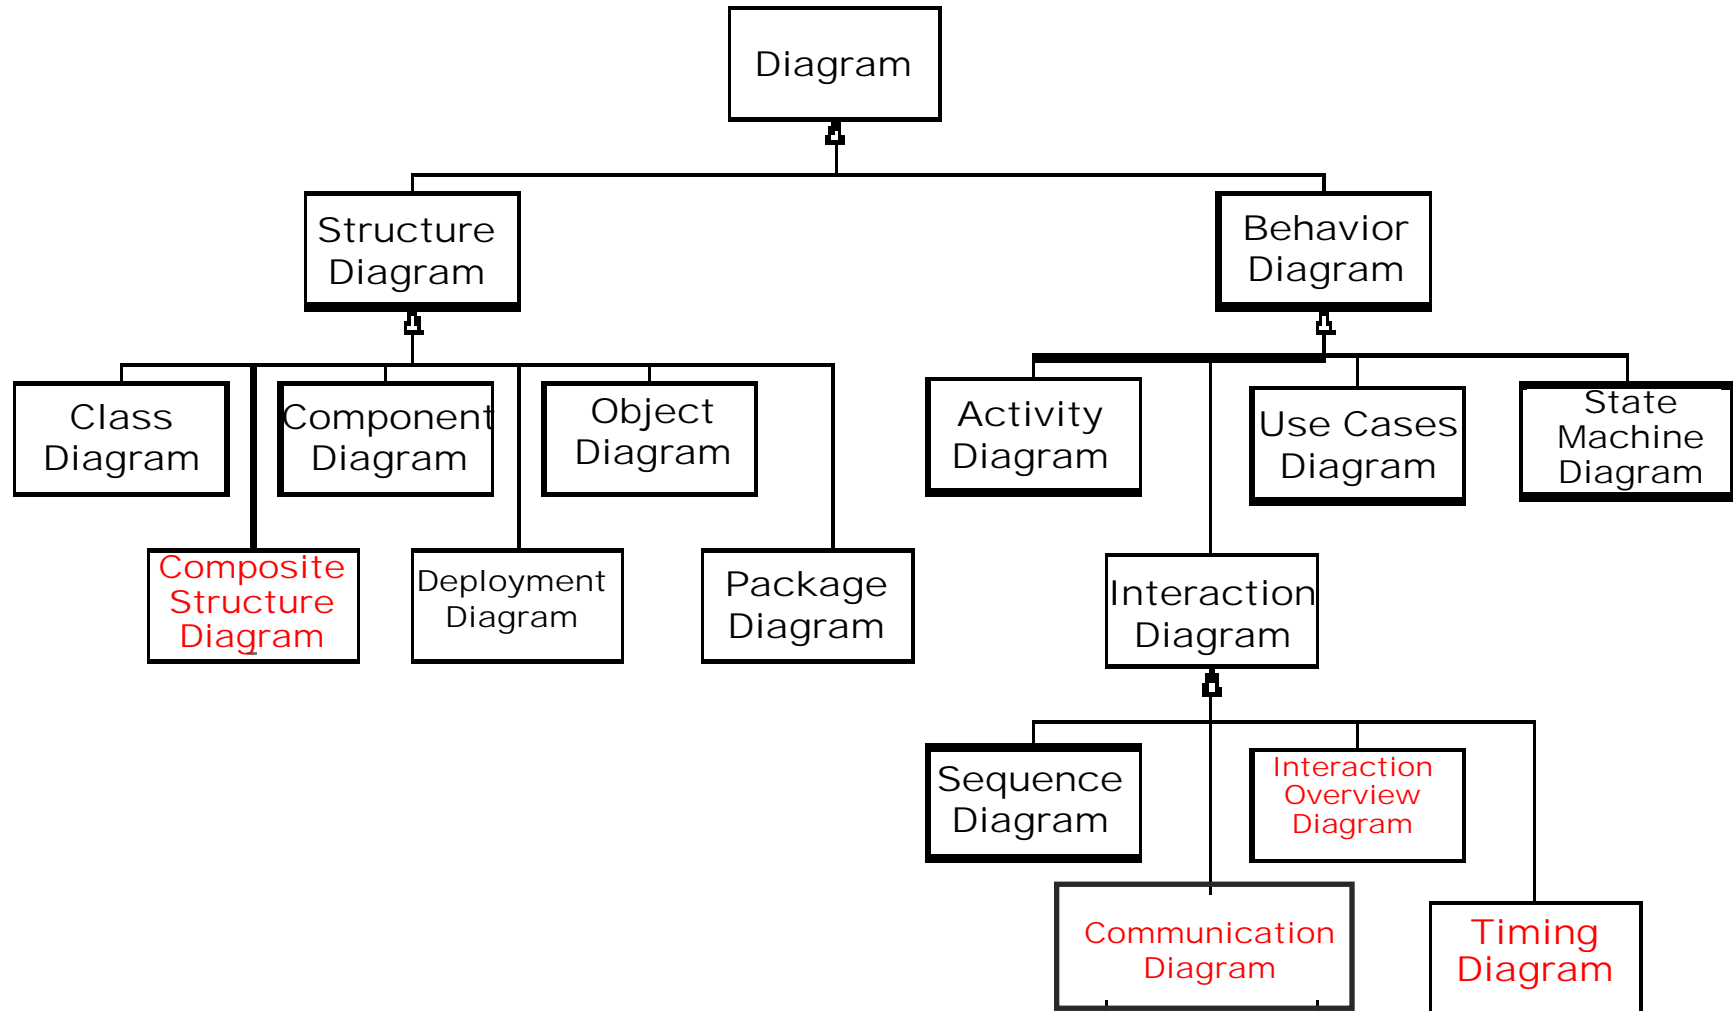 Diagram
Structure
Diagram
Behavior
Diagram
Class
Diagram
Component
Diagram
Object
Diagram
Activity
Diagram
Use Cases
Diagram
State
Machine
Diagram
Composite
Structure
Diagram
Deployment
Diagram
Package
Diagram
Interaction
Diagram
Sequence
Diagram
Interaction
Overview
Diagram
Communication
Diagram
Timing
Diagram